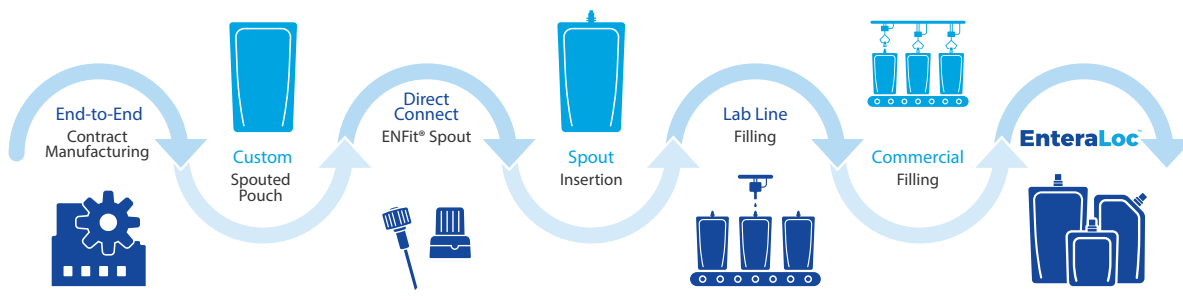 End-to-End
Contract
Manufacturing
Custom
Spouted
Pouch
Direct
Connect
ENFit® Spout
Spout
Insertion
Lab Line
Filling
Commercial
Filling
EnteraLoc™